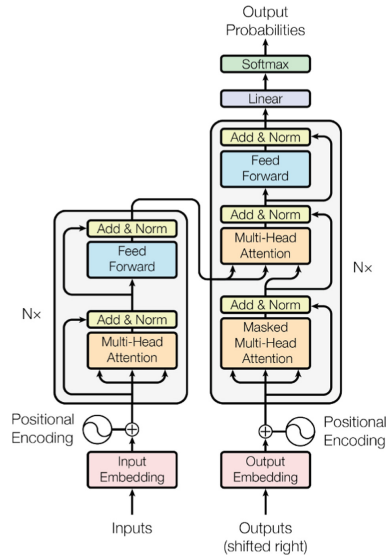 Output
Probabilities
Softmax
Linear
Add & Norm
Feed
Forward
Add & Norm
Multi-Head
Attention
Nx
Add & Norm
Masked
Multi-Head
Attention
Positional
Encoding
Output
Embedding
Outputs
(shifted right)
Add & Norm
Feed
Forward
Nx
Add & Norm
Multi-Head
Attention
Positional
Encoding
Input
Embedding
Inputs